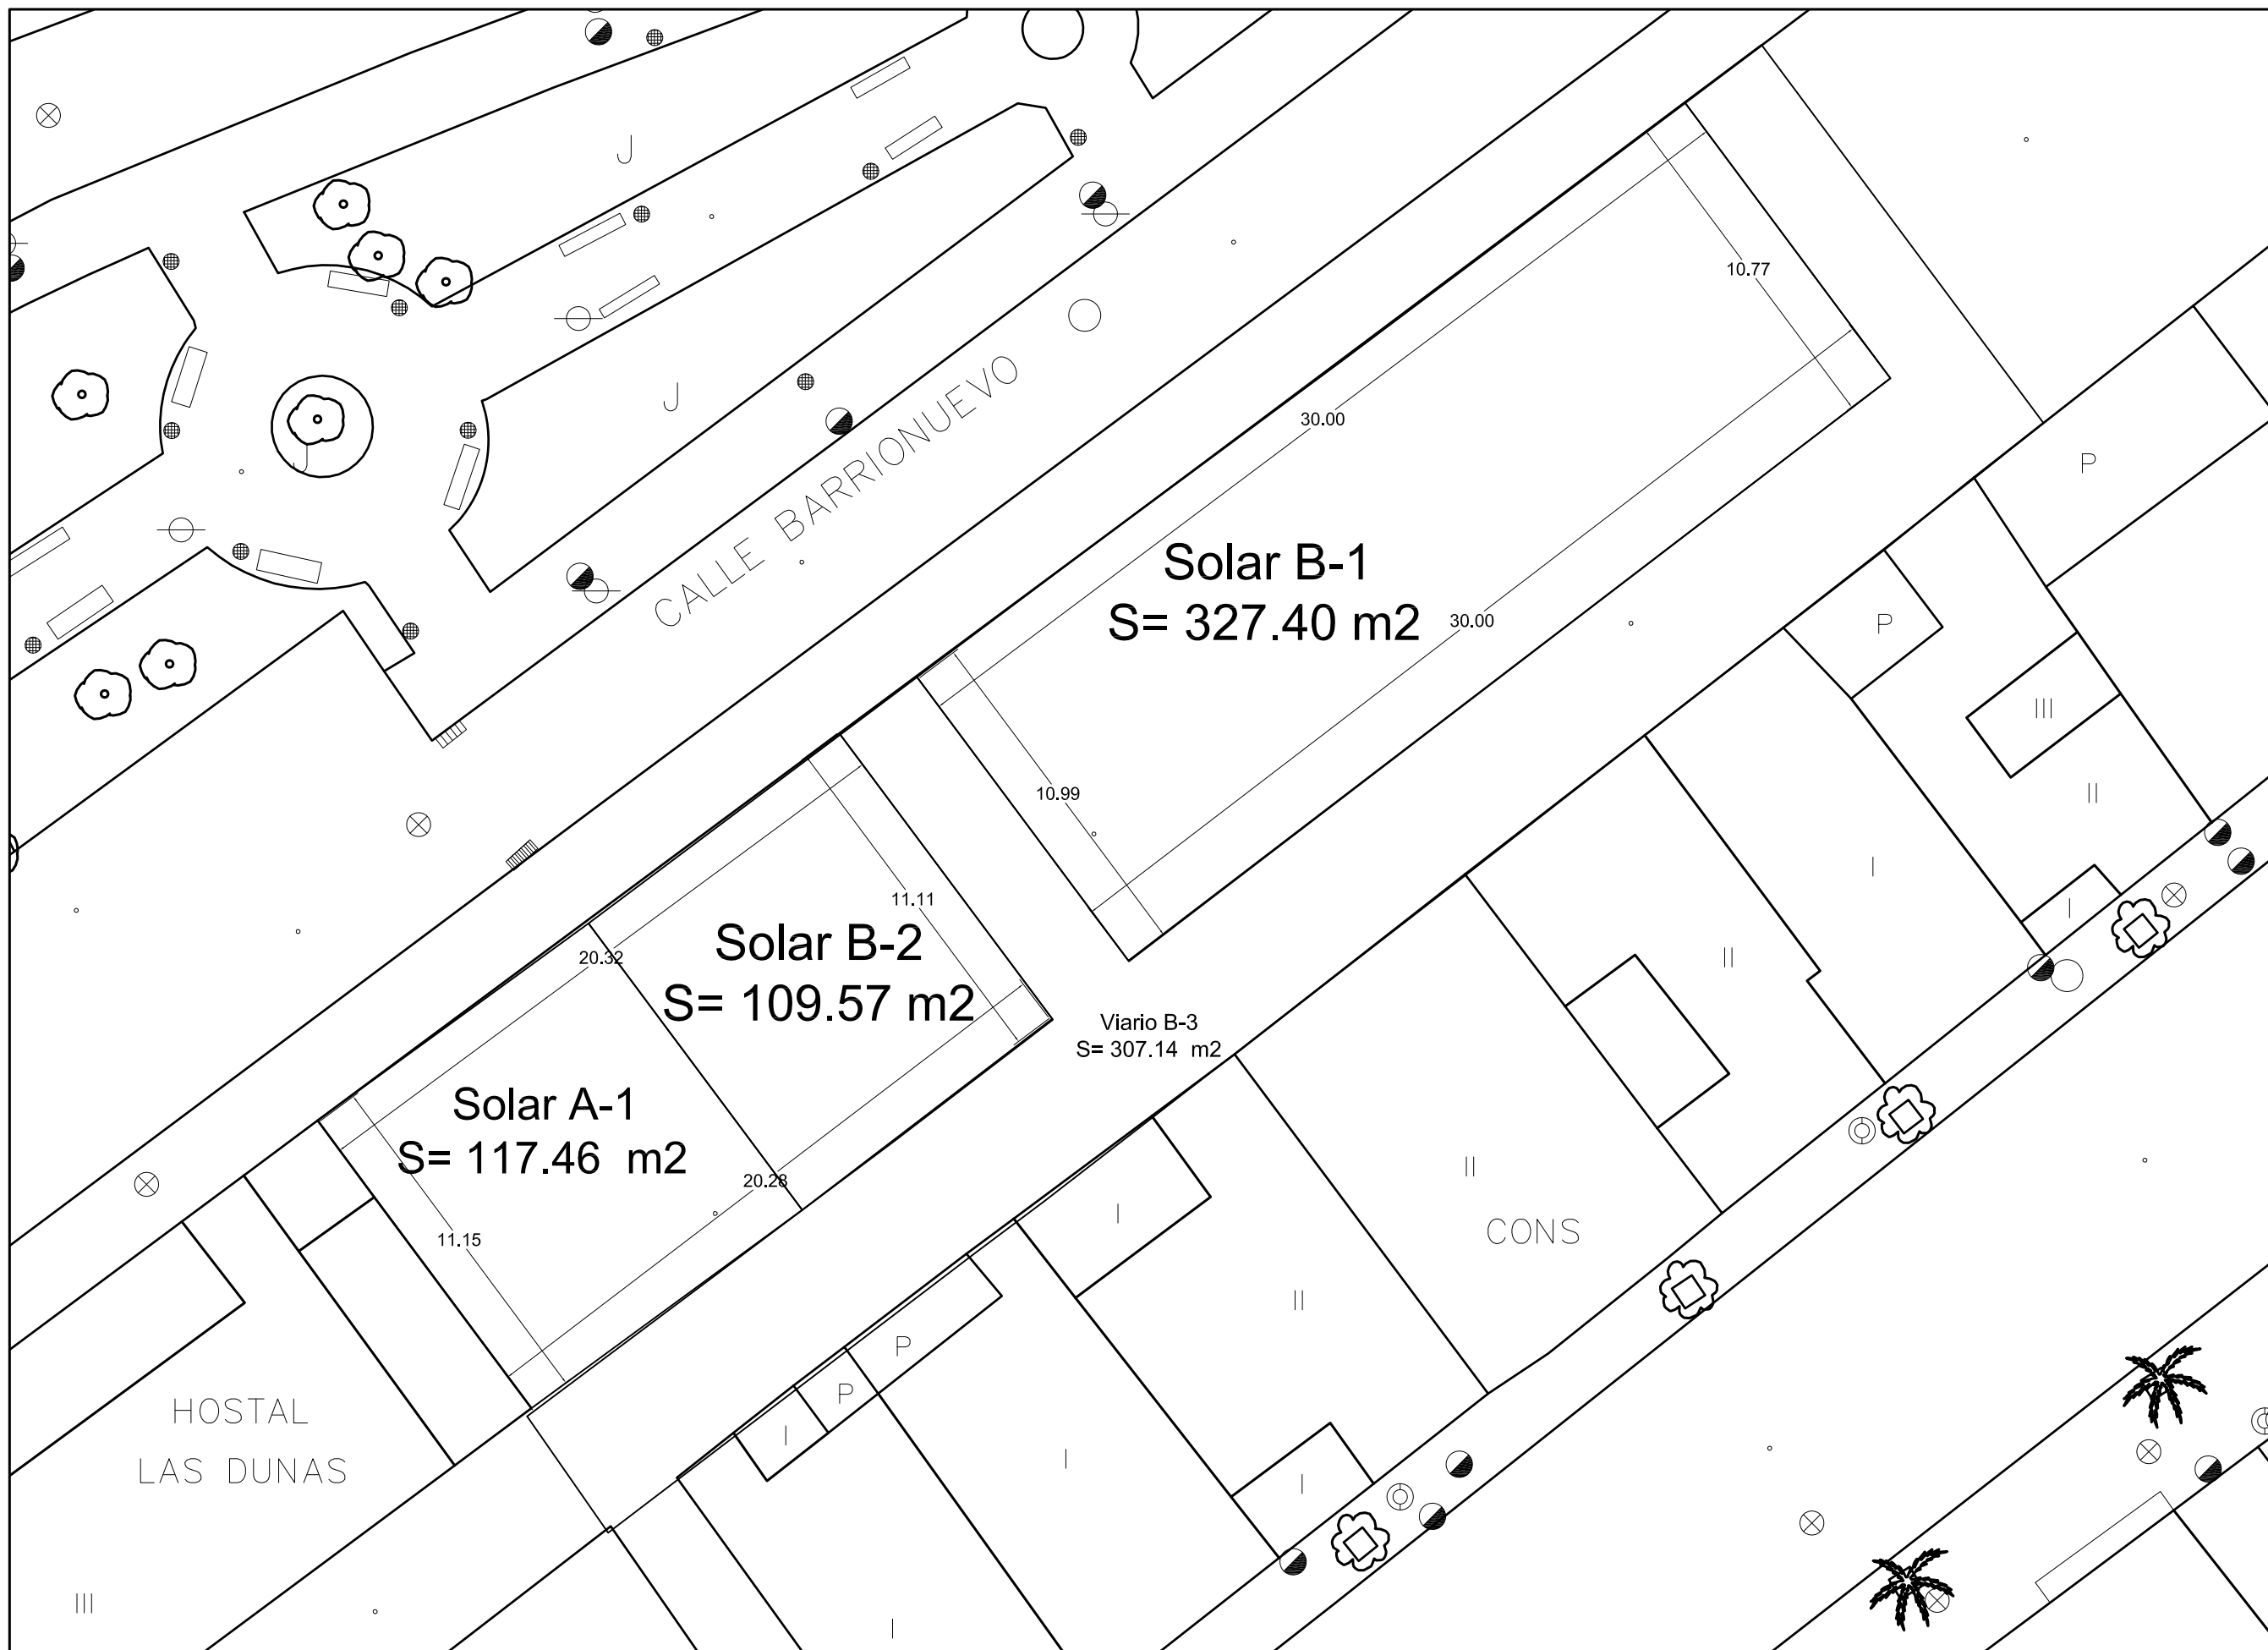 J
10.77
J
30.00
CALLE BARRIONUEVO
J
P
Solar B-1
S= 327.40 m2
30.00
P
III
10.99
II
I
11.11
I
Solar B-2
S= 109.57 m2
20.32
II
Viario B-3
S= 307.14 m2
Solar A-1
S= 117.46 m2
20.28
II
11.15
I
CONS
II
P
P
I
HOSTAL
LAS DUNAS
I
I
III
I